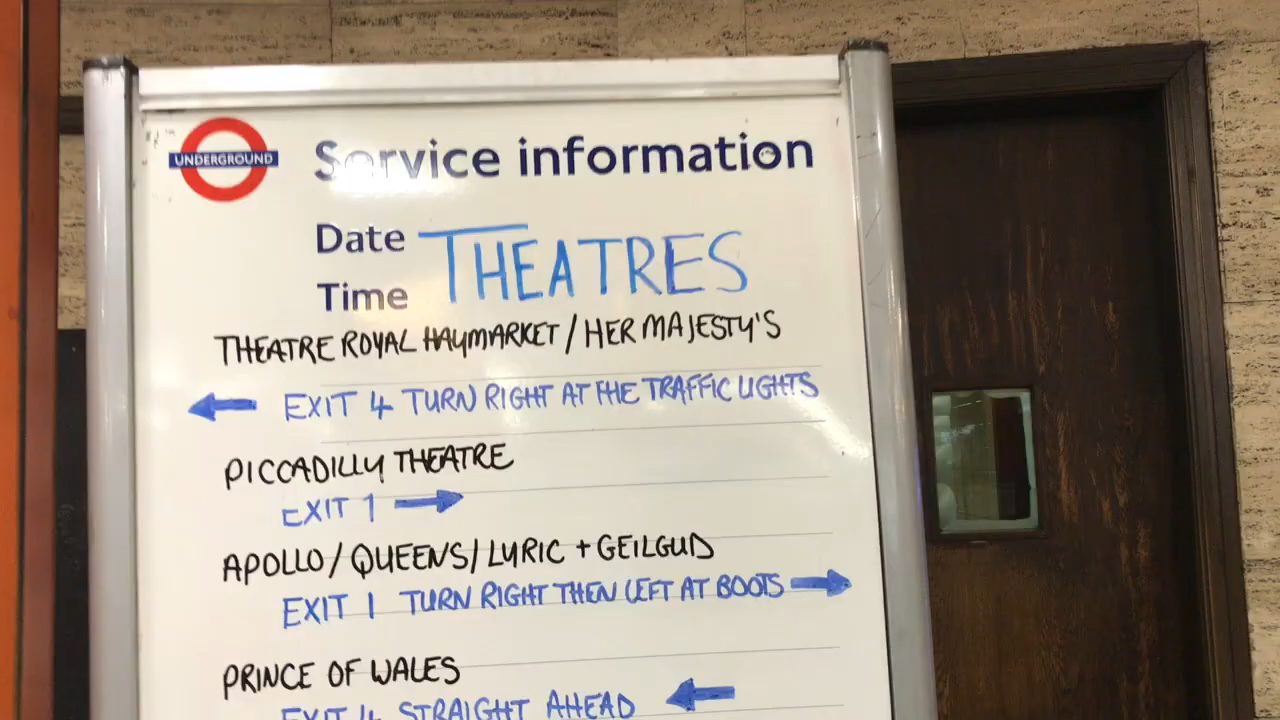 UNDERGROUND
Service information
Date
Time
THEATRES
THEATRE ROYAL HAYMARKET / HER MAJESTY'S
EXIT 4 TURN RIGHT AT THE TRAFFIC LIGHTS
PICCADILLY THEATRE
EXIT 1
APOLLO / QUEENS / LYRIC + GEILGUD
EXIT 1 TURN RIGHT THEN LEFT AT BOOTS
PRINCE OF WALES
EXIT 4 STRAIGHT AHEAD